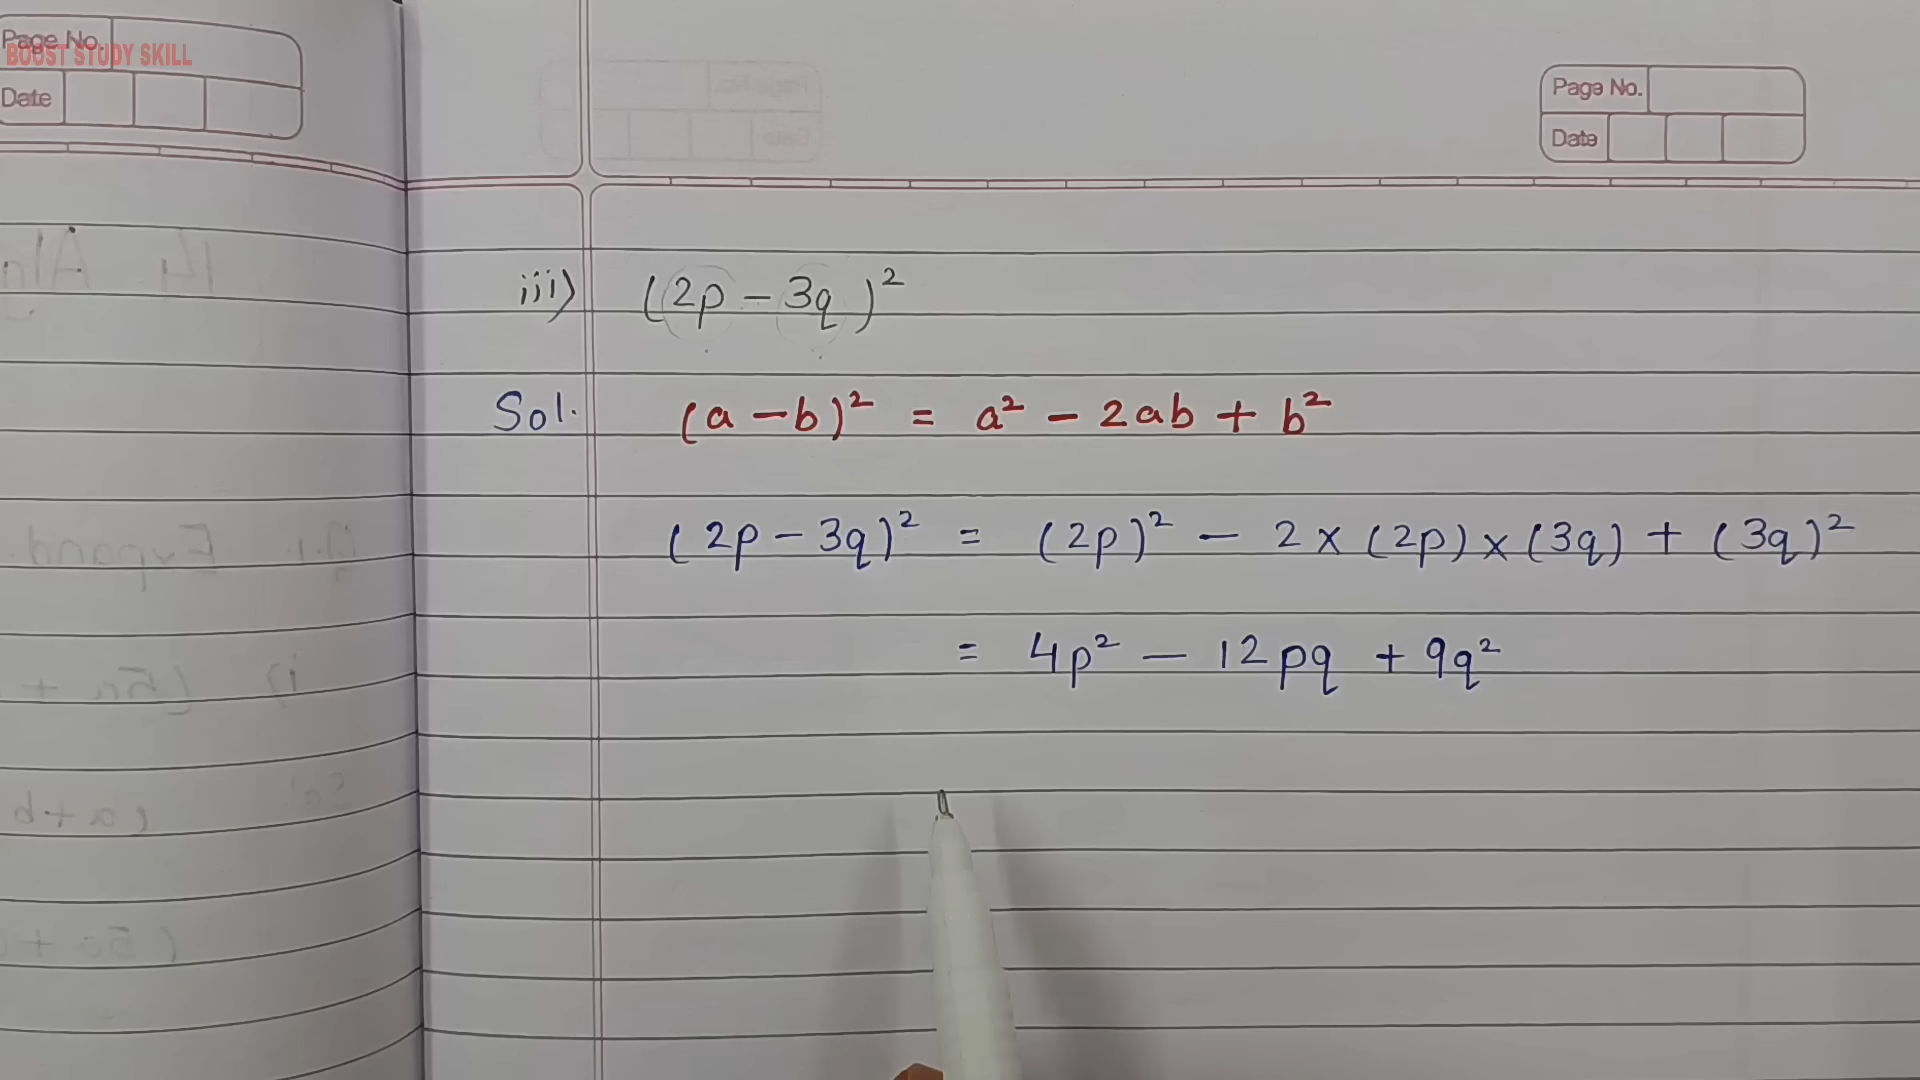 Page No.
BOOST STUDY SKILL
Date
Page No.
Date
iii) (2p - 3q)²
Sol. (a - b)² = a² - 2ab + b²
(2p - 3q)² = (2p)² - 2 × (2p) × (3q) + (3q)²
= 4p² - 12pq + 9q²